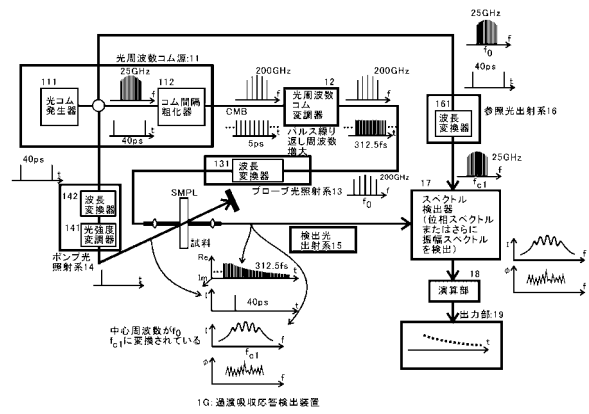 25GHz
f
f0
40ps
t
光周波数コム源:11
111
光コム
発生器
25GHz
f
40ps
t
112
コム間隔
粗化器
200GHz
f
CMB
t
5ps
12
光周波数
コム
変調器
パルス繰り
返し周波数
増大
200GHz
f
t
312.5fs
161
波長
変換器
参照光出射系16
25GHz
f
fc1
40ps
t
131
波長
変換器
プローブ光照射系13
200GHz
f
f0
142
波長
変換器
141
光強度
変調器
ポンプ光
照射系14
t
SMPL
試料
検出光
出射系15
17
スペクトル
検出器
(位相スペクトル
またはさらに
振幅スペクトル
を検出)
Re
Im
312.5fs
t
I
40ps
t
中心周波数がf0
fc1に変換されている
I
f
fc1
φ
f
I
f
φ
f
18
演算部
出力部:19
t
1G:過渡吸収応答検出装置